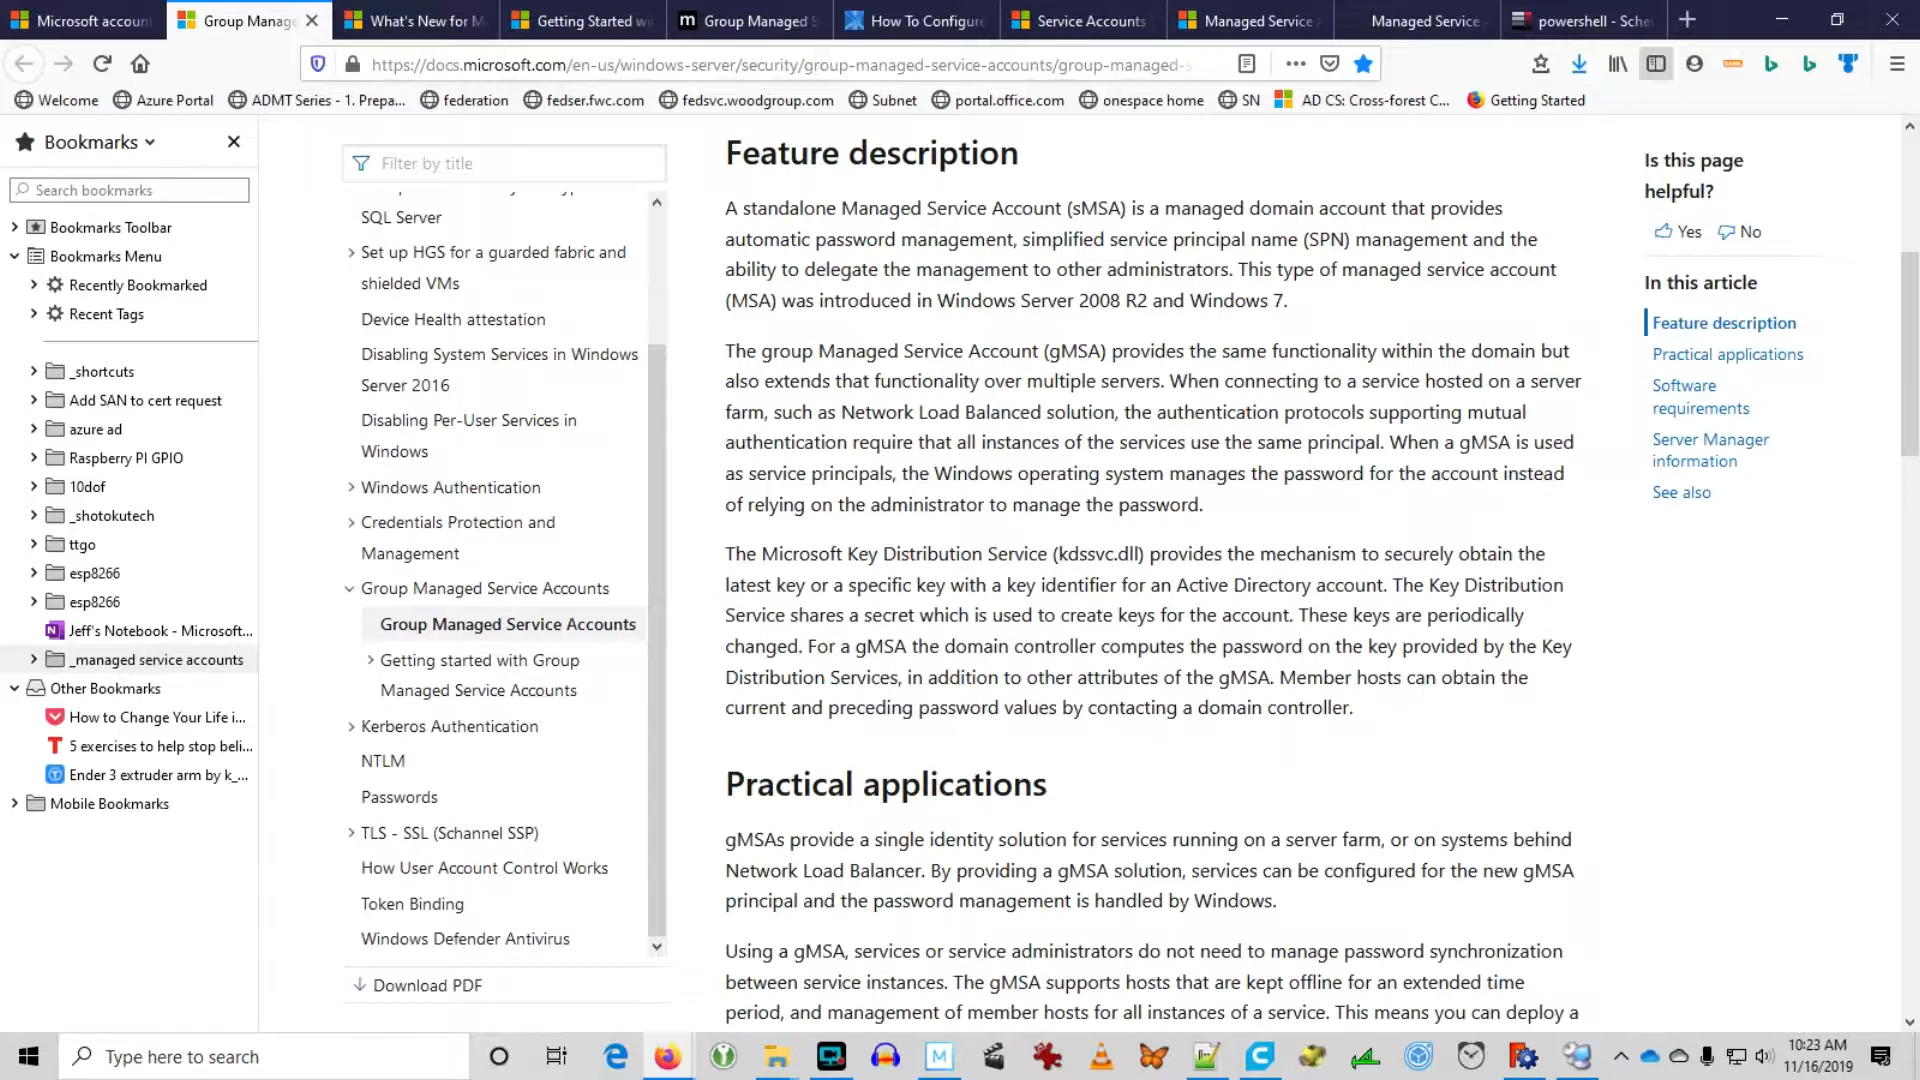 Microsoft accoun
Group Manage
What's New for M
Getting Started wi
Group Managed S
How To Configure
Service Accounts
Managed Service A
Managed Service
powershell - Sche
https://docs.microsoft.com/en-us/windows-server/security/group-managed-service-accounts/group-managed-s
Welcome
Azure Portal
ADMT Series - 1. Prepa...
federation
fedser.fwc.com
fedsvc.woodgroup.com
Subnet
portal.office.com
onespace home
SN
AD CS: Cross-forest C...
Getting Started
Bookmarks
Search bookmarks
Bookmarks Toolbar
Bookmarks Menu
Recently Bookmarked
Recent Tags
_shortcuts
Add SAN to cert request
azure ad
Raspberry PI GPIO
10dof
_shotokutech
ttgo
esp8266
esp8266
Jeff's Notebook - Microsoft...
_managed service accounts
Other Bookmarks
How to Change Your Life i...
5 exercises to help stop beli...
Ender 3 extruder arm by k_...
Mobile Bookmarks
Filter by title
SQL Server
Set up HGS for a guarded fabric and
shielded VMs
Device Health attestation
Disabling System Services in Windows
Server 2016
Disabling Per-User Services in
Windows
Windows Authentication
Credentials Protection and
Management
Group Managed Service Accounts
Group Managed Service Accounts
Getting started with Group
Managed Service Accounts
Kerberos Authentication
NTLM
Passwords
TLS - SSL (Schannel SSP)
How User Account Control Works
Token Binding
Windows Defender Antivirus
Download PDF
Feature description
A standalone Managed Service Account (sMSA) is a managed domain account that provides
automatic password management, simplified service principal name (SPN) management and the
ability to delegate the management to other administrators. This type of managed service account
(MSA) was introduced in Windows Server 2008 R2 and Windows 7.
The group Managed Service Account (gMSA) provides the same functionality within the domain but
also extends that functionality over multiple servers. When connecting to a service hosted on a server
farm, such as Network Load Balanced solution, the authentication protocols supporting mutual
authentication require that all instances of the services use the same principal. When a gMSA is used
as service principals, the Windows operating system manages the password for the account instead
of relying on the administrator to manage the password.
The Microsoft Key Distribution Service (kdssvc.dll) provides the mechanism to securely obtain the
latest key or a specific key with a key identifier for an Active Directory account. The Key Distribution
Service shares a secret which is used to create keys for the account. These keys are periodically
changed. For a gMSA the domain controller computes the password on the key provided by the Key
Distribution Services, in addition to other attributes of the gMSA. Member hosts can obtain the
current and preceding password values by contacting a domain controller.
Practical applications
gMSAs provide a single identity solution for services running on a server farm, or on systems behind
Network Load Balancer. By providing a gMSA solution, services can be configured for the new gMSA
principal and the password management is handled by Windows.
Using a gMSA, services or service administrators do not need to manage password synchronization
between service instances. The gMSA supports hosts that are kept offline for an extended time
period, and management of member hosts for all instances of a service. This means you can deploy a
Is this page
helpful?
Yes
No
In this article
Feature description
Practical applications
Software
requirements
Server Manager
information
See also
Type here to search
10:23 AM
11/16/2019